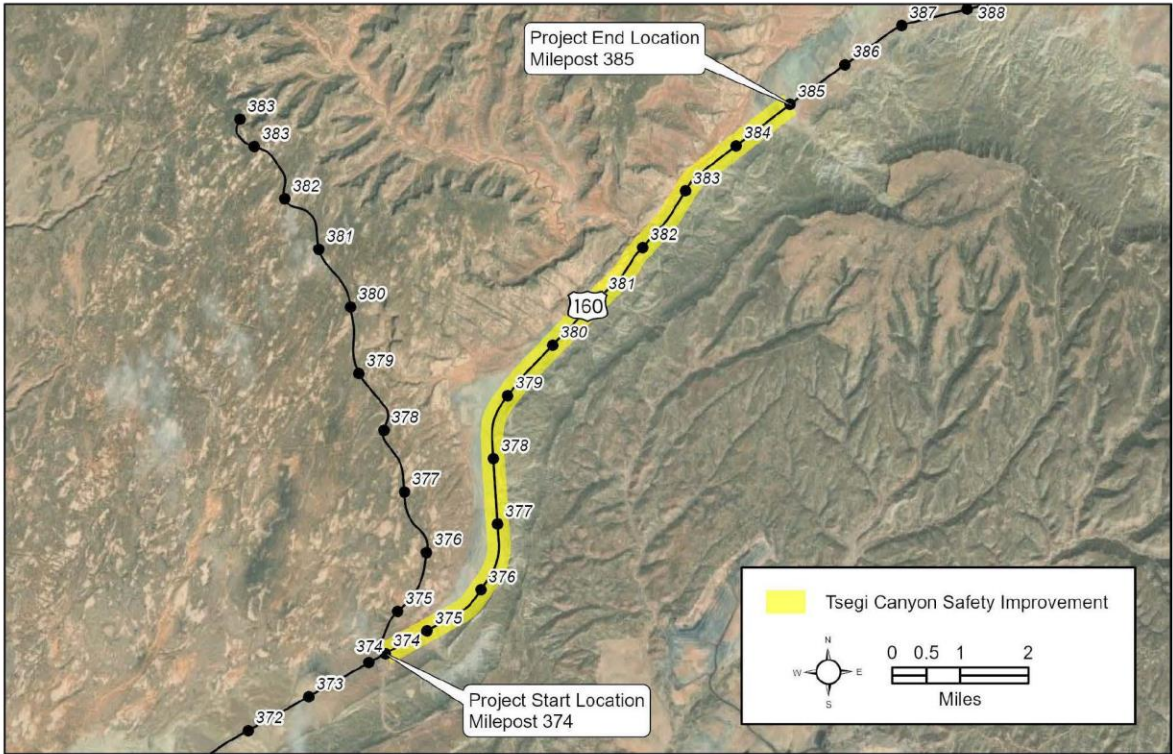 387
388
Project End Location
Milepost 385
386
385
383
383
384
382
383
381
382
381
160
380
380
379
379
378
378
377
377
376
376
375
375
374
374
373
372
Project Start Location
Milepost 374
Tsegi Canyon Safety Improvement
N
W
E
S
0 0.5 1 2
Miles